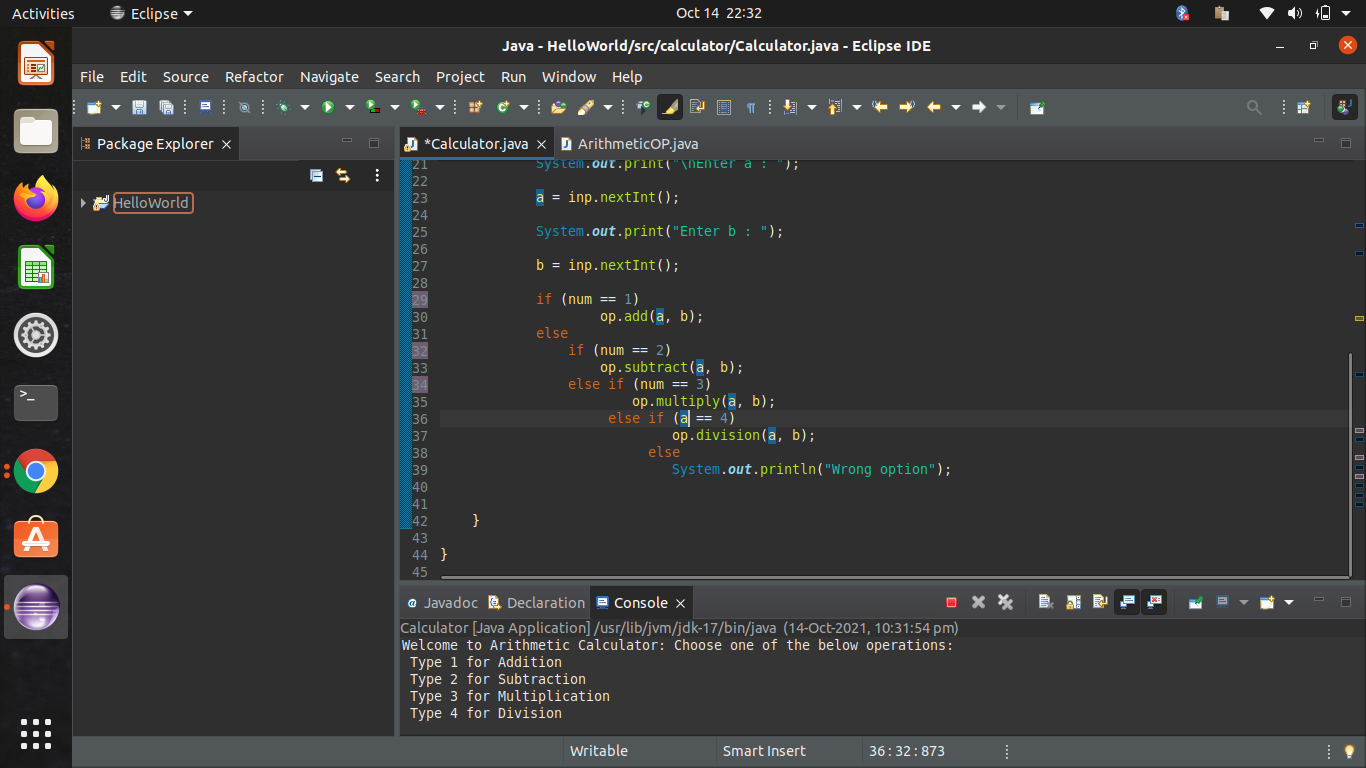 Activities Eclipse Oct 14 22:32
Java - HelloWorld/src/calculator/Calculator.java - Eclipse IDE
File Edit Source Refactor Navigate Search Project Run Window Help
Package Explorer
HelloWorld
*Calculator.java ArithmeticOP.java
21 System.out.print("\nEnter a : ");
22
23 a = inp.nextInt();
24
25 System.out.print("Enter b : ");
26
27 b = inp.nextInt();
28
29 if (num == 1)
30 op.add(a, b);
31 else
32 if (num == 2)
33 op.subtract(a, b);
34 else if (num == 3)
35 op.multiply(a, b);
36 else if (a == 4)
37 op.division(a, b);
38 else
39 System.out.println("Wrong option");
40
41
42 }
43
44 }
45
@ Javadoc Declaration Console
Calculator [Java Application] /usr/lib/jvm/jdk-17/bin/java (14-Oct-2021, 10:31:54 pm)
Welcome to Arithmetic Calculator: Choose one of the below operations:
Type 1 for Addition
Type 2 for Subtraction
Type 3 for Multiplication
Type 4 for Division
Writable Smart Insert 36:32:873